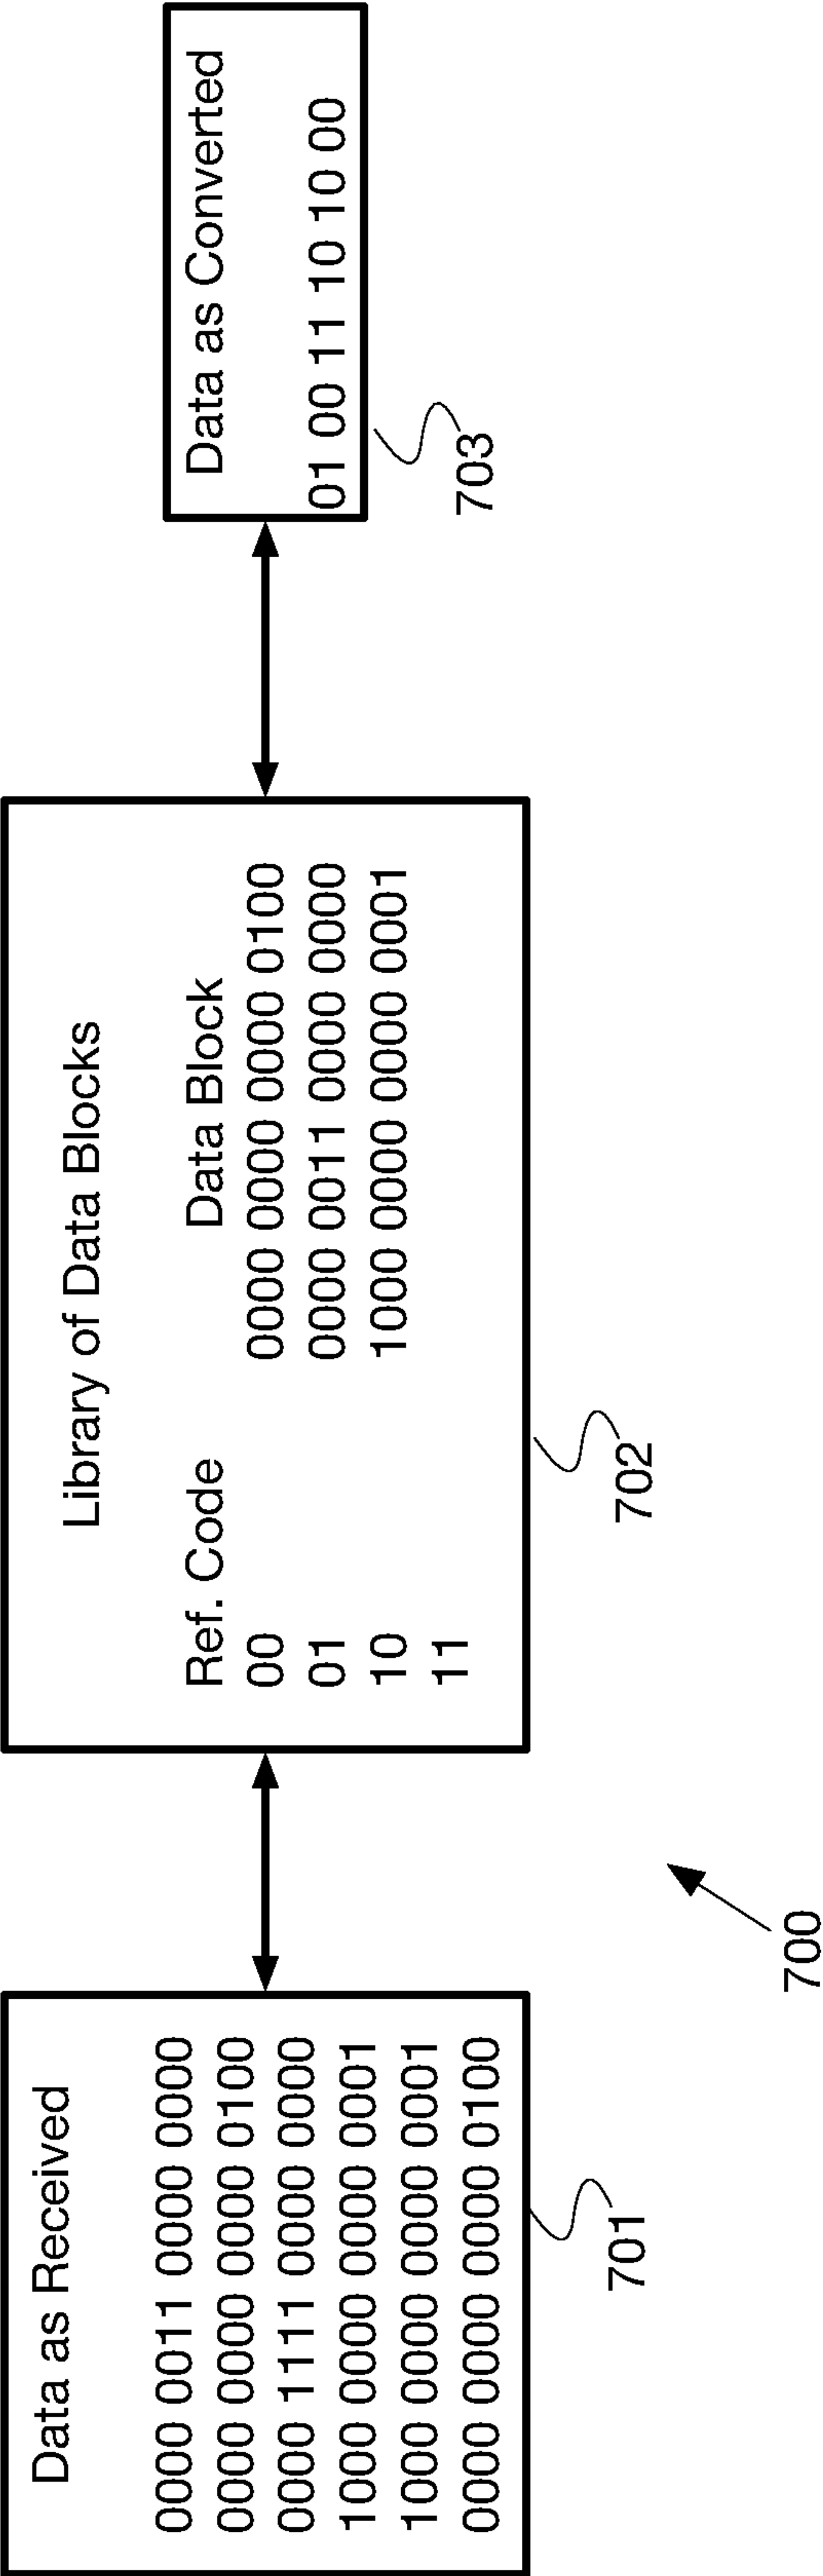 Data as Received
0000 0011 0000 0000
0000 0000 0000 0100
0000 1111 0000 0000
1000 0000 0000 0001
1000 0000 0000 0001
0000 0000 0000 0100
701
700
Library of Data Blocks
Ref. Code Data Block
00 0000 0000 0000 0100
01 0000 0011 0000 0000
10 1000 0000 0000 0001
11
702
Data as Converted
01 00 11 10 10 00
703